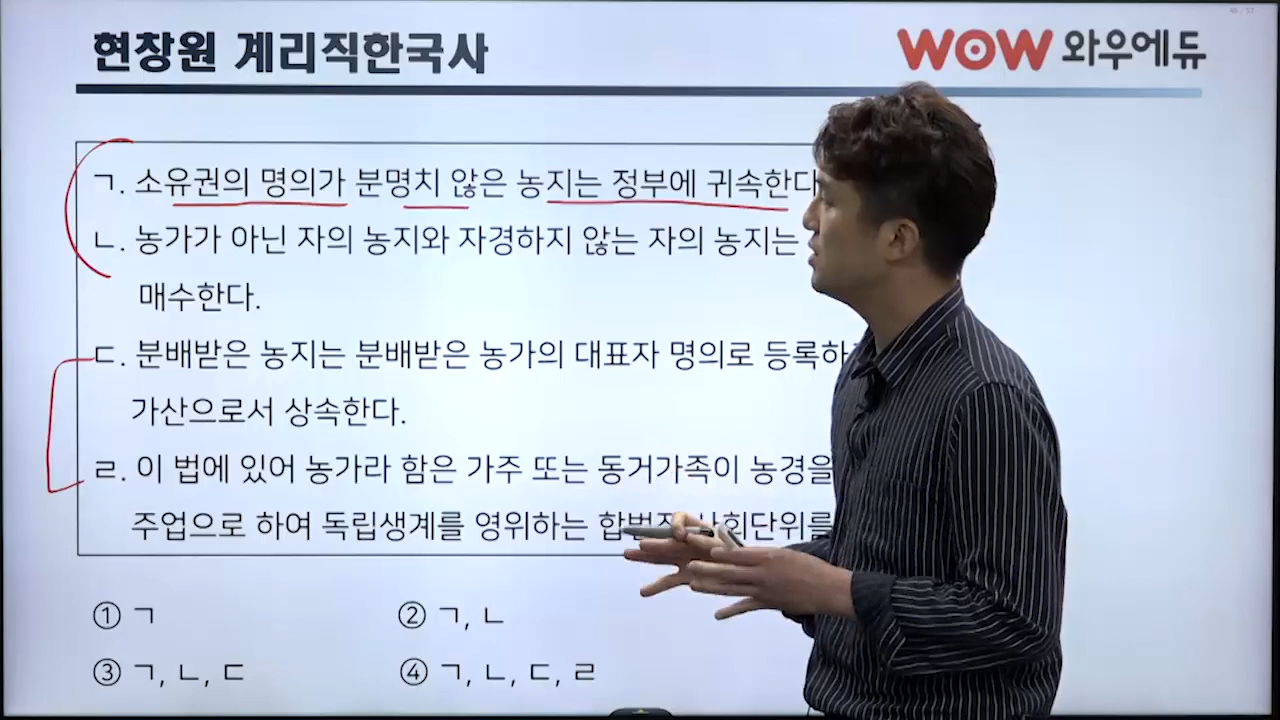 현창원 계리직한국사
WOW 와우에듀
ㄱ. 소유권의 명의가 분명치 않은 농지는 정부에 귀속한다
ㄴ. 농가가 아닌 자의 농지와 자경하지 않는 자의 농지는
매수한다.
ㄷ. 분배받은 농지는 분배받은 농가의 대표자 명의로
가산으로서 상속한다.
ㄹ. 이 법에 있어 농가라 함은 가주 또는 동거가족이 농경을
주업으로 하여 독립생계를 영위하는
① ㄱ
② ㄱ, ㄴ
③ ㄱ, ㄴ, ㄷ
④ ㄱ, ㄴ, ㄷ, ㄹ